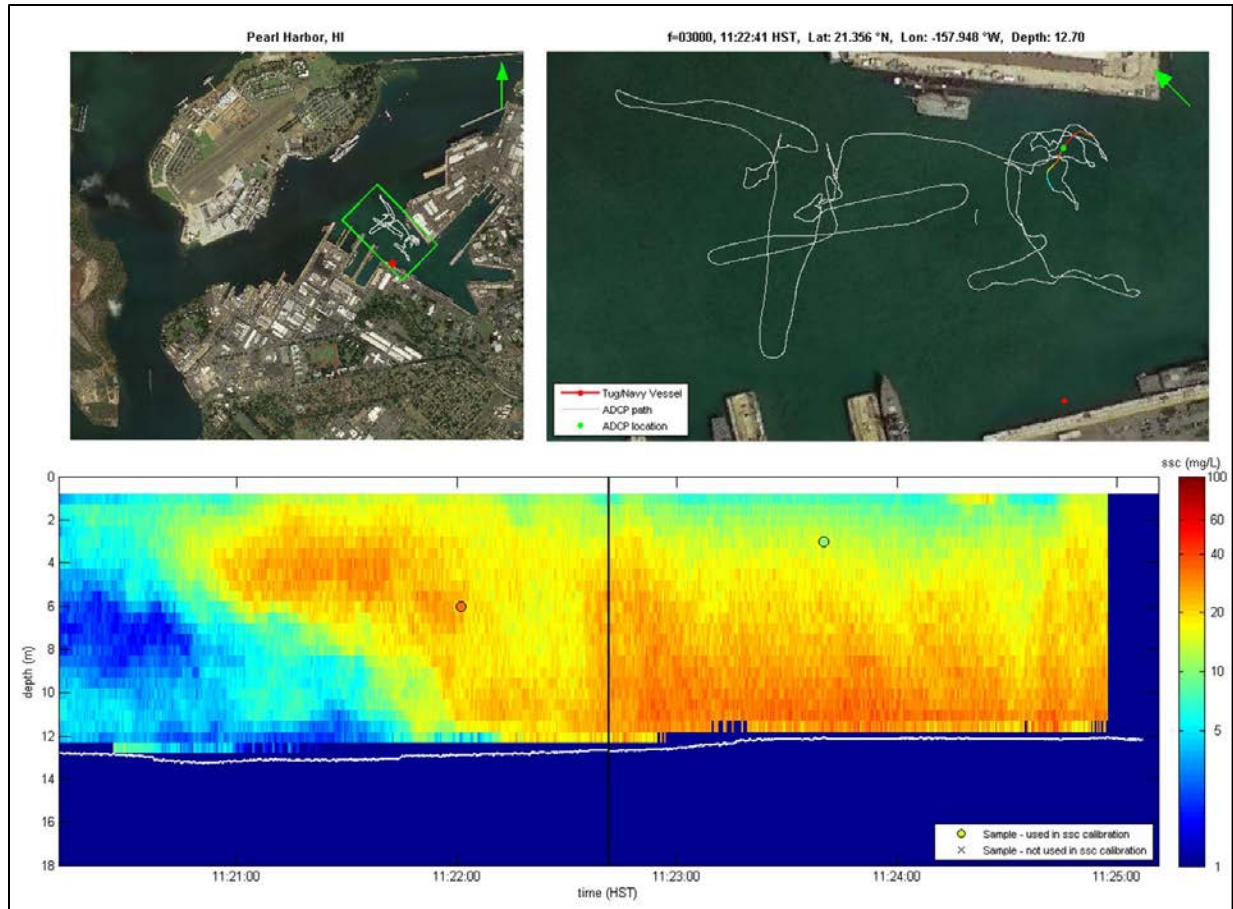 Pearl Harbor, HI
f=03000, 11:22:41 HST, Lat: 21.356 °N, Lon: -157.948 °W, Depth: 12.70
Tug/Navy Vessel
ADCP path
ADCP location
ssc (mg/L)
0
2
4
6
8
10
12
14
16
18
depth (m)
11:21:00
11:22:00
11:23:00
11:24:00
11:25:00
time (HST)
Sample - used in ssc calibration
Sample - not used in ssc calibration
100
60
40
20
10
5
1